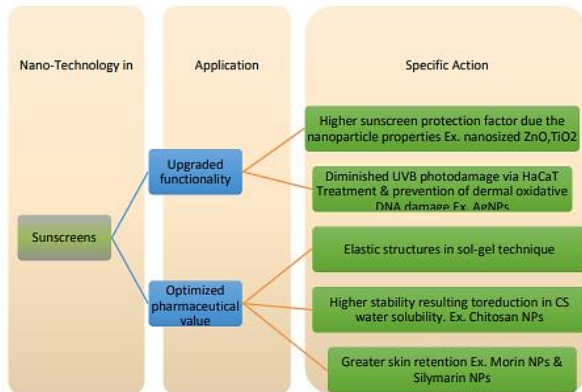 Nano-Technology in
Application
Specific Action
Sunscreens
Upgraded
functionality
Optimized
pharmaceutical
value
Higher sunscreen protection factor due the
nanoparticle properties Ex. nanosized ZnO,TiO2
Diminished UVB photodamage via HaCaT
Treatment & prevention of dermal oxidative
DNA damage Ex. AgNPs
Elastic structures in sol-gel technique
Higher stability resulting toreduction in CS
water solubility. Ex. Chitosan NPs
Greater skin retention Ex. Morin NPs &
Silymarin NPs